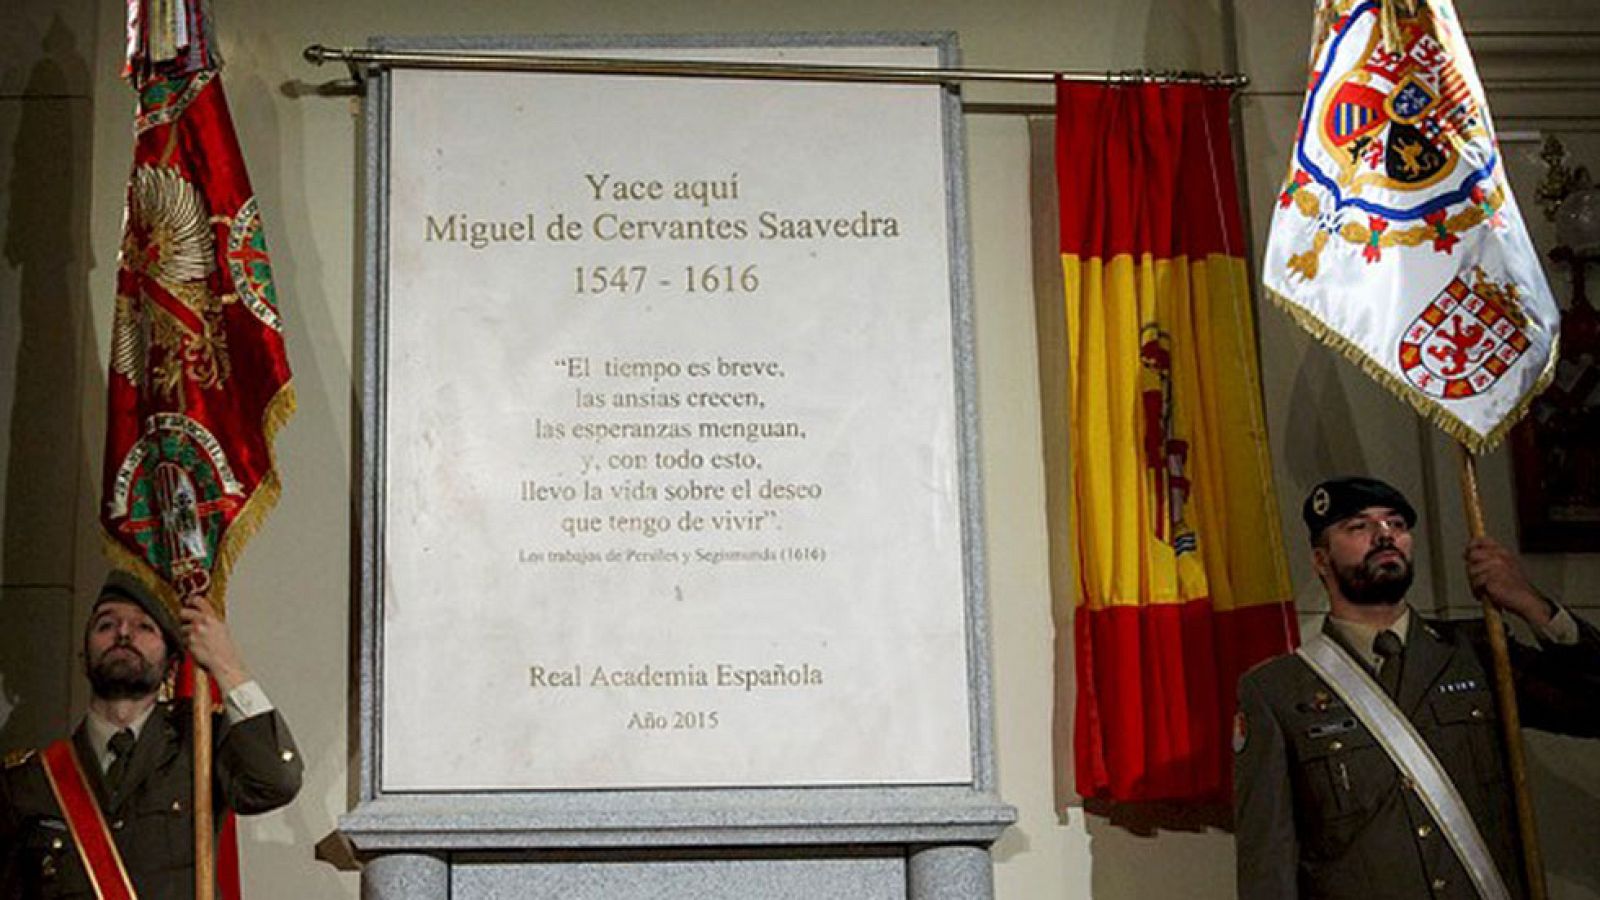 Yace aquí
Miguel de Cervantes Saavedra
1547 - 1616
“El tiempo es breve,
las ansias crecen,
las esperanzas menguan,
y, con todo esto,
llevo la vida sobre el deseo
que tengo de vivir”.
Los trabajos de Persiles y Segismunda (1616)
Real Academia Española
Año 2015